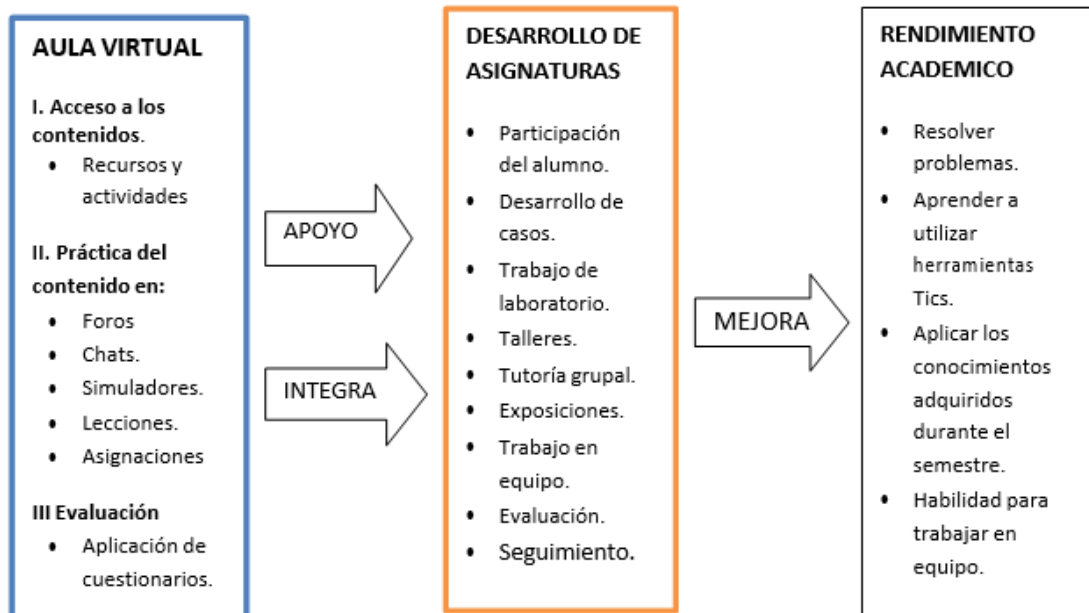 AULA VIRTUAL
I. Acceso a los
contenidos.
• Recursos y
actividades
II. Práctica del
contenido en:
• Foros
• Chats.
• Simuladores.
• Lecciones.
• Asignaciones
III Evaluación
• Aplicación de
cuestionarios.
APOYO
INTEGRA
DESARROLLO DE
ASIGNATURAS
• Participación
del alumno.
• Desarrollo de
casos.
• Trabajo de
laboratorio.
• Talleres.
• Tutoría grupal.
• Exposiciones.
• Trabajo en
equipo.
• Evaluación.
• Seguimiento.
MEJORA
RENDIMIENTO
ACADEMICO
• Resolver
problemas.
• Aprender a
utilizar
herramientas
Tics.
• Aplicar los
conocimientos
adquiridos
durante el
semestre.
• Habilidad para
trabajar en
equipo.